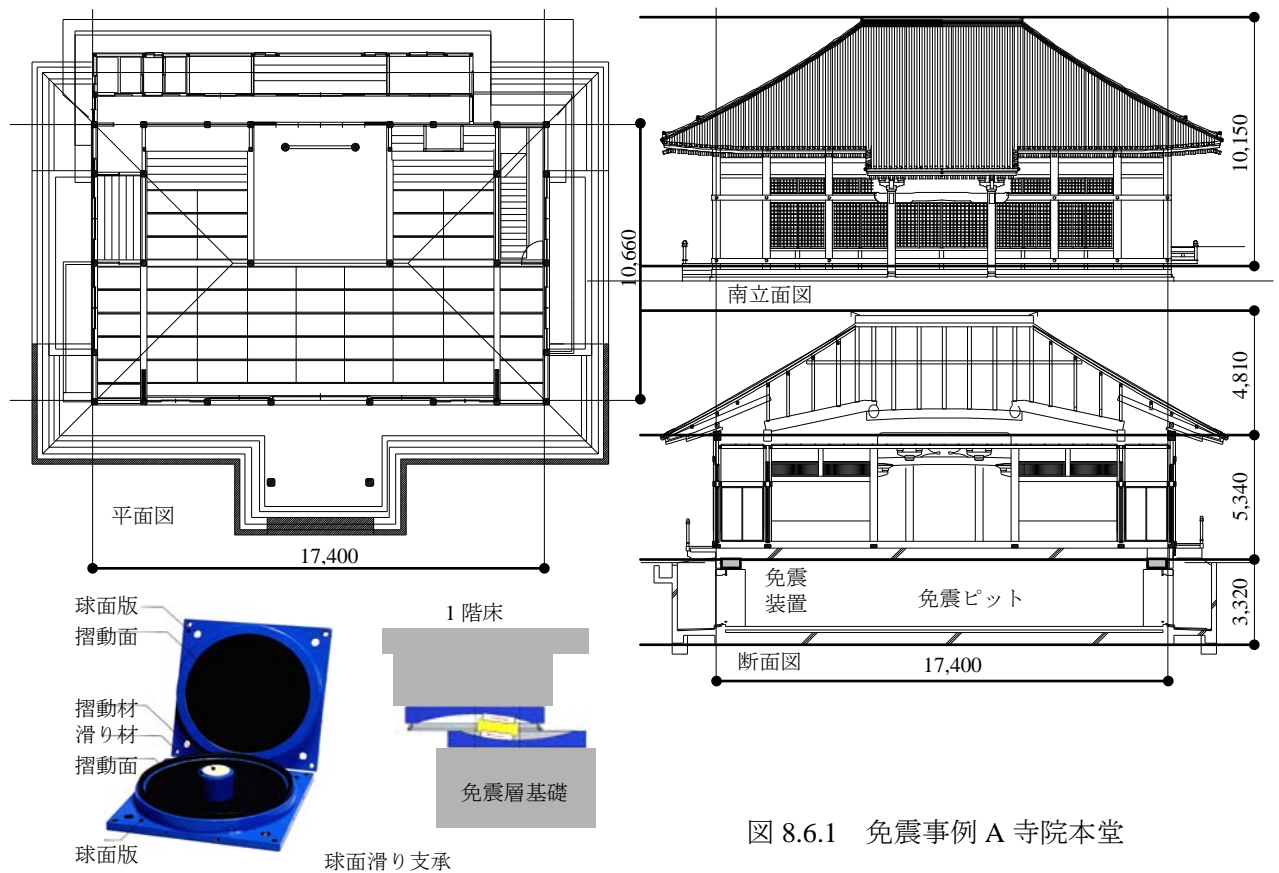 平面図
17,400
10,660
南立面図
10,150
4,810
5,340
3,320
免震
装置
免震ピット
断面図
17,400
球面版
摺動面
摺動材
滑り材
摺動面
球面版
1 階床
免震層基礎
球面滑り支承
図 8.6.1 免震事例 A 寺院本堂